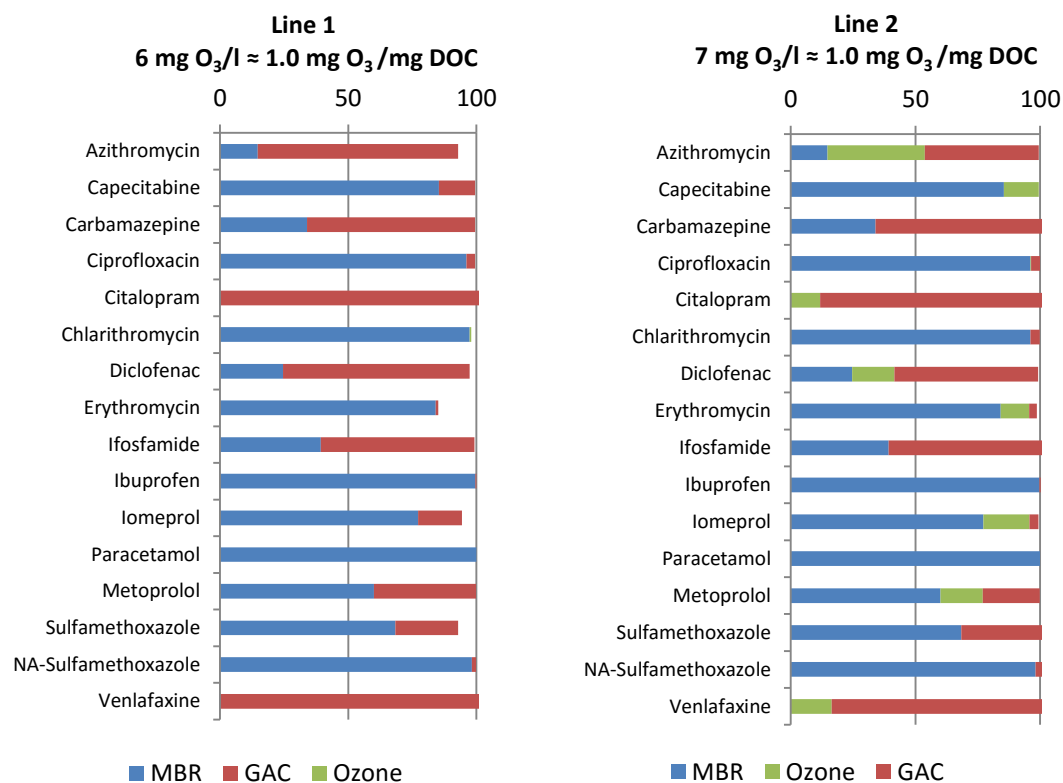 Line 1
6 mg O₃/l ≈ 1.0 mg O₃ /mg DOC
0 50 100
Azithromycin
Capecitabine
Carbamazepine
Ciprofloxacin
Citalopram
Chlarithromycin
Diclofenac
Erythromycin
Ifosfamide
Ibuprofen
Iomeprol
Paracetamol
Metoprolol
Sulfamethoxazole
NA-Sulfamethoxazole
Venlafaxine
MBR GAC Ozone
Line 2
7 mg O₃/l ≈ 1.0 mg O₃ /mg DOC
0 50 100
Azithromycin
Capecitabine
Carbamazepine
Ciprofloxacin
Citalopram
Chlarithromycin
Diclofenac
Erythromycin
Ifosfamide
Ibuprofen
Iomeprol
Paracetamol
Metoprolol
Sulfamethoxazole
NA-Sulfamethoxazole
Venlafaxine
MBR Ozone GAC